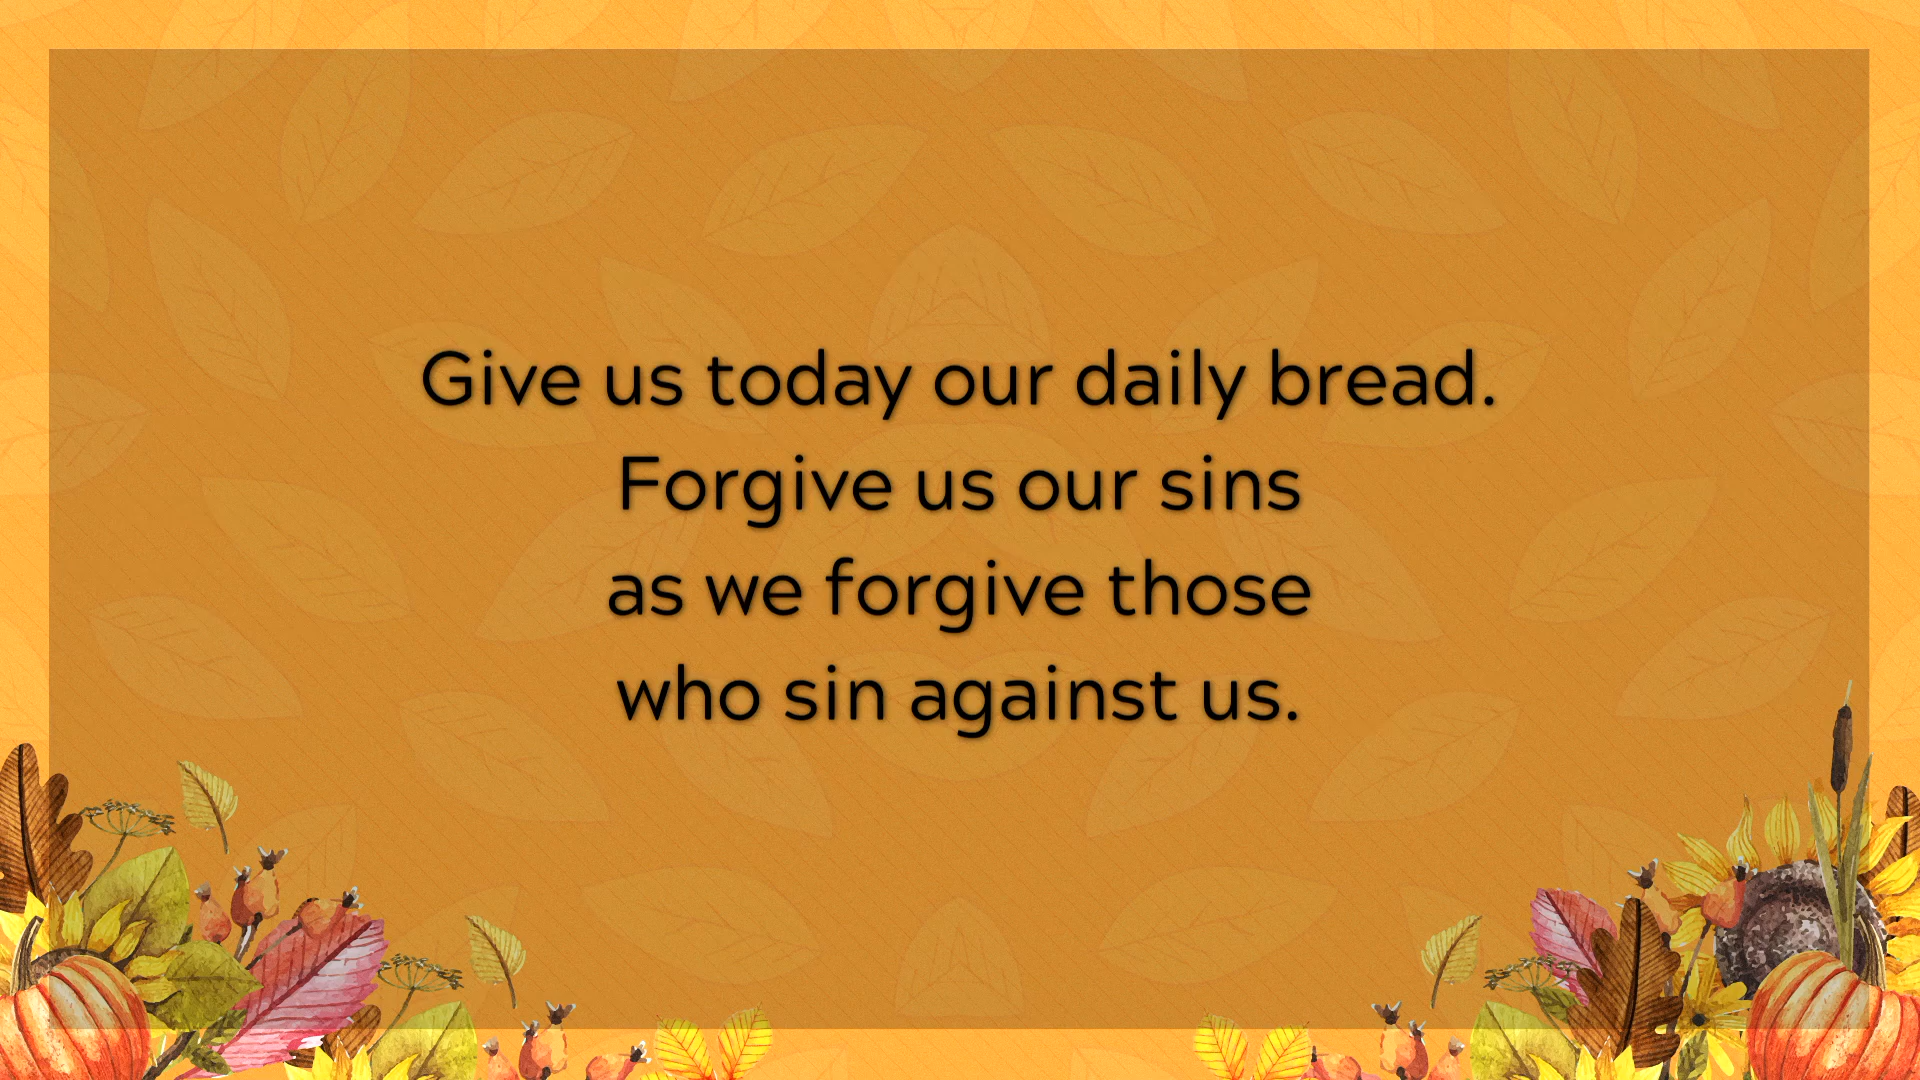 Give us today our daily bread.
Forgive us our sins
as we forgive those
who sin against us.